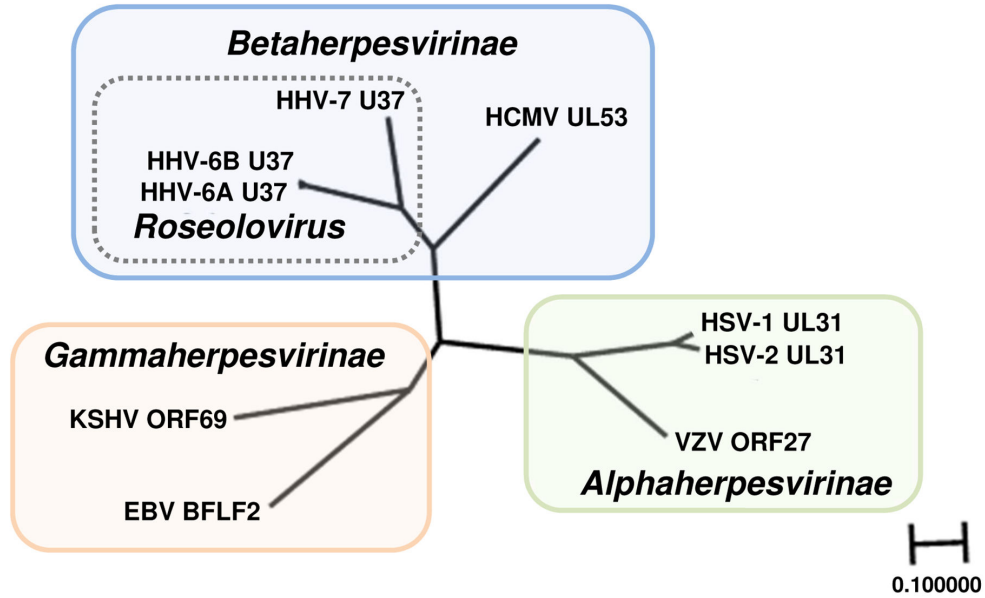 Betaherpesvirinae
HHV-7 U37
HCMV UL53
HHV-6B U37
HHV-6A U37
Roseolovirus
Gammaherpesvirinae
KSHV ORF69
EBV BFLF2
HSV-1 UL31
HSV-2 UL31
VZV ORF27
Alphaherpesvirinae
0.100000